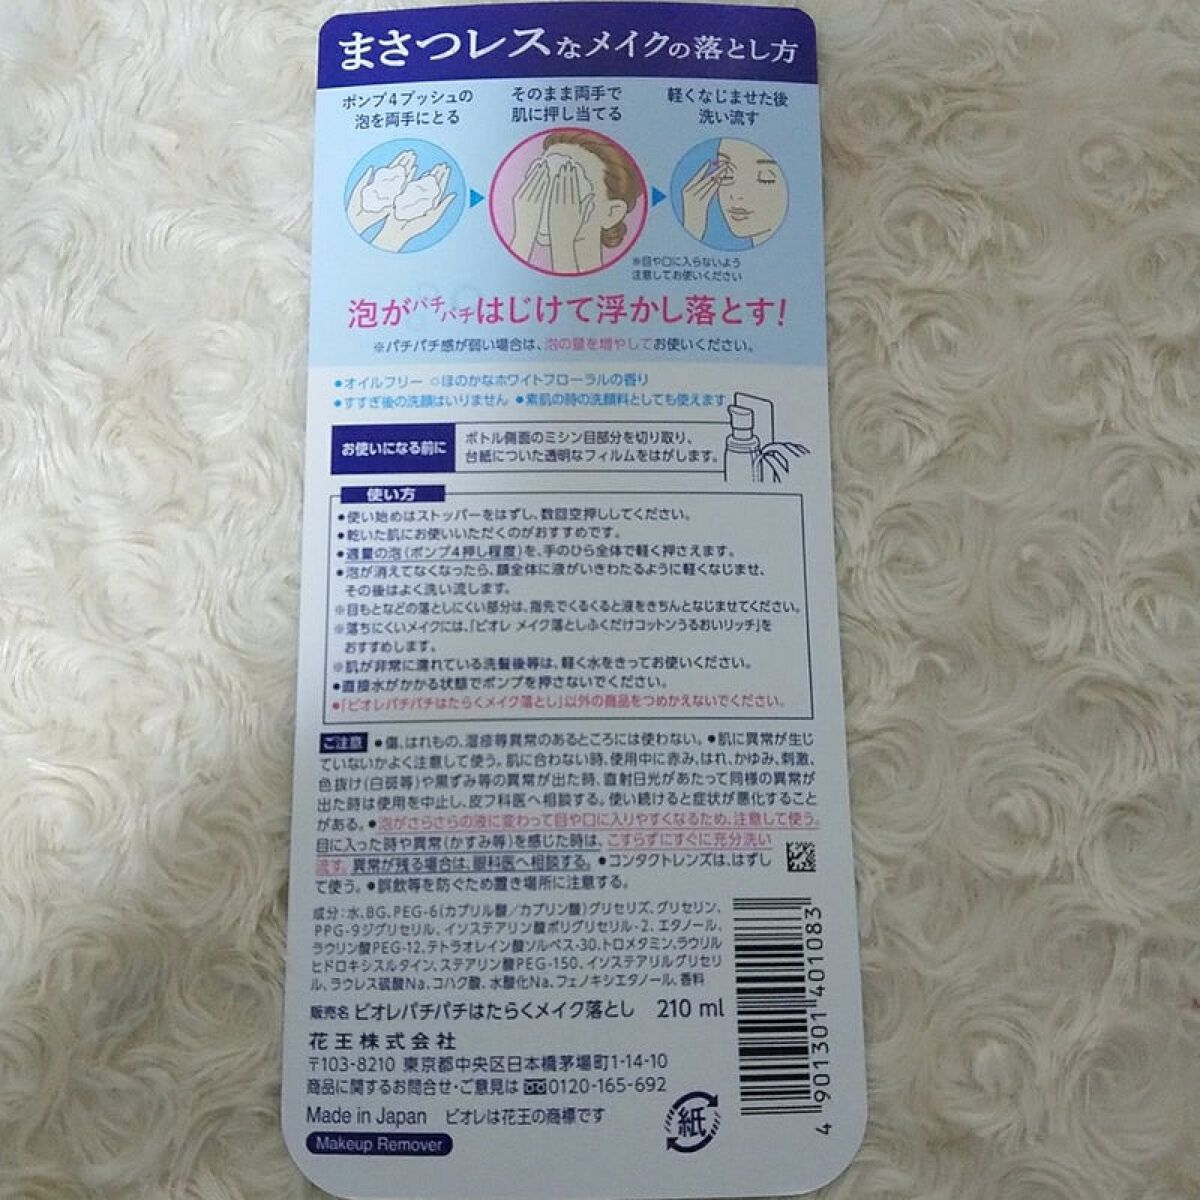 まさつレスなメイクの落とし方
ポンプ4プッシュの
泡を両手にとる
そのまま両手で
肌に押し当てる
軽くなじませた後
洗い流す
※目や口に入らないよう
注意してお使いください
泡がパチパチはじけて浮かし落とす!
※パチパチ感が弱い場合は、泡の量を増やしてお使いください。
●オイルフリー ○ほのかなホワイトフローラルの香り
●すすぎ後の洗顔はいりません ●素肌の時の洗顔料としても使えます
お使いになる前に
ボトル側面のミシン目部分を切り取り、
台紙についた透明なフィルムをはがします。
使い方
●使い始めはストッパーをはずし、数回空押ししてください。
●乾いた肌にお使いいただくのがおすすめです。
●適量の泡(ポンプ4押し程度)を、手のひら全体で軽く押さえます。
●泡が消えてなくなったら、顔全体に液がいきわたるように軽くなじませ、
その後はよく洗い流します。
※目もとなどの落としにくい部分は、指先でくるくると液をきちんとなじませてください。
※落ちにくいメイクには、「ビオレ メイク落としふくだけコットンうるおいリッチ」を
おすすめします。
※肌が非常に濡れている洗髪後等は、軽く水をきってお使いください。
●直接水がかかる状態でポンプを押さないでください。
●「ビオレパチパチはたらくメイク落とし」以外の商品をつめかえないでください。
ご注意 ●傷、はれもの、湿疹等異常のあるところには使わない。●肌に異常が生じ
ていないかよく注意して使う。肌に合わない時、使用中に赤み、はれ、かゆみ、刺激、
色抜け(白斑等)や黒ずみ等の異常が出た時、直射日光があたって同様の異常が
出た時は使用を中止し、皮フ科医へ相談する。使い続けると症状が悪化すること
がある。●泡がさらさらの液に変わって目や口に入りやすくなるため、注意して使う。
目に入った時や異常(かすみ等)を感じた時は、こすらずにすぐに充分洗い
流す。異常が残る場合は、眼科医へ相談する。●コンタクトレンズは、はずし
て使う。●誤飲等を防ぐため置き場所に注意する。
成分:水、BG、PEG-6(カプリル酸/カプリン酸)グリセリズ、グリセリン、
PPG-9ジグリセリル、イソステアリン酸ポリグリセリル-2、エタノール、
ラウリン酸PEG-12、テトラオレイン酸ソルベス-30、トロメタミン、ラウリル
ヒドロキシスルタイン、ステアリン酸PEG-150、イソステアリルグリセリ
ル、ラウレス硫酸Na、コハク酸、水酸化Na、フェノキシエタノール、香料
販売名 ビオレパチパチはたらくメイク落とし 210 ml
花王株式会社
〒103-8210 東京都中央区日本橋茅場町1-14-10
商品に関するお問合せ・ご意見は 0120-165-692
Made in Japan ビオレは花王の商標です
Makeup Remover
紙
4 901301 401083